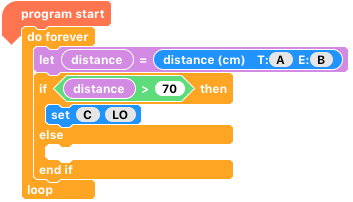 program start
do forever
let distance = distance (cm) T: A E: B
if distance > 70 then
set C LO
else
end if
loop